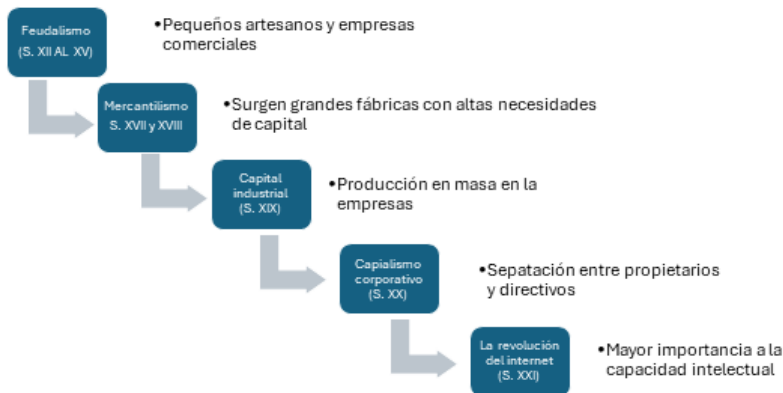 Feudalismo
(S. XII AL XV)
•Pequeños artesanos y empresas
comerciales
Mercantilismo
S. XVII y XVIII
•Surgen grandes fábricas con altas necesidades
de capital
Capital
industrial
(S. XIX)
•Producción en masa en la
empresas
Capialismo
corporativo
(S. XX)
•Sepatación entre propietarios
y directivos
La revolución
del internet
(S. XXI)
•Mayor importancia a la
capacidad intelectual